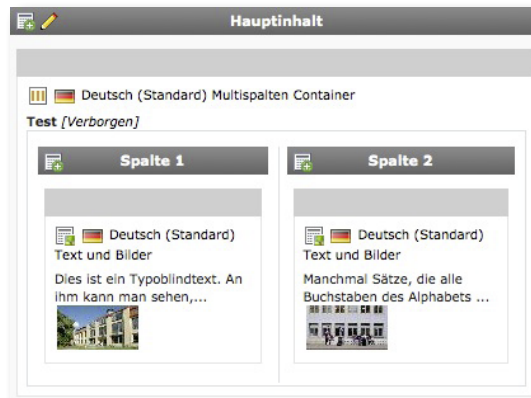 Hauptinhalt
Deutsch (Standard) Multispalten Container
Test [Verborgen]
Spalte 1
Deutsch (Standard)
Text und Bilder
Dies ist ein Typoblindtext. An
ihm kann man sehen,...
Spalte 2
Deutsch (Standard)
Text und Bilder
Manchmal Sätze, die alle
Buchstaben des Alphabets ...